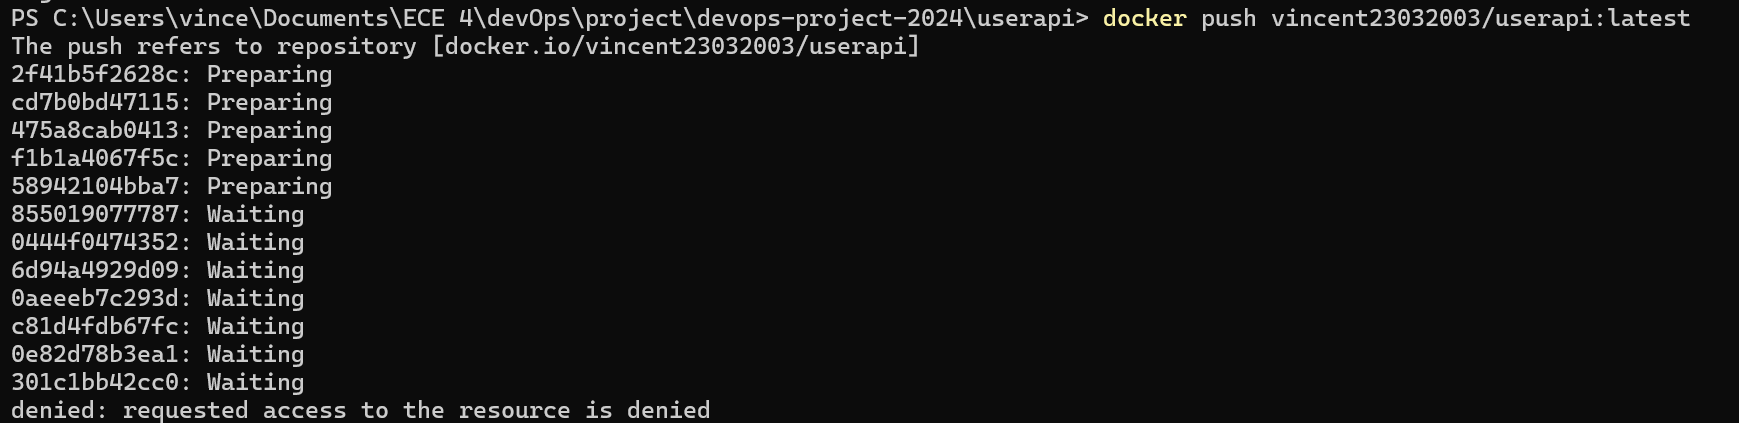 PS C:\Users\vince\Documents\ECE 4\devOps\project\devops-project-2024\userapi> docker push vincent23032003/userapi:latest
The push refers to repository [docker.io/vincent23032003/userapi]
2f41b5f2628c: Preparing
cd7b0bd47115: Preparing
475a8cab0413: Preparing
f1b1a4067f5c: Preparing
58942104bba7: Preparing
855019077787: Waiting
0444f0474352: Waiting
6d94a4929d09: Waiting
0aeeeb7c293d: Waiting
c81d4fdb67fc: Waiting
0e82d78b3ea1: Waiting
301c1bb42cc0: Waiting
denied: requested access to the resource is denied